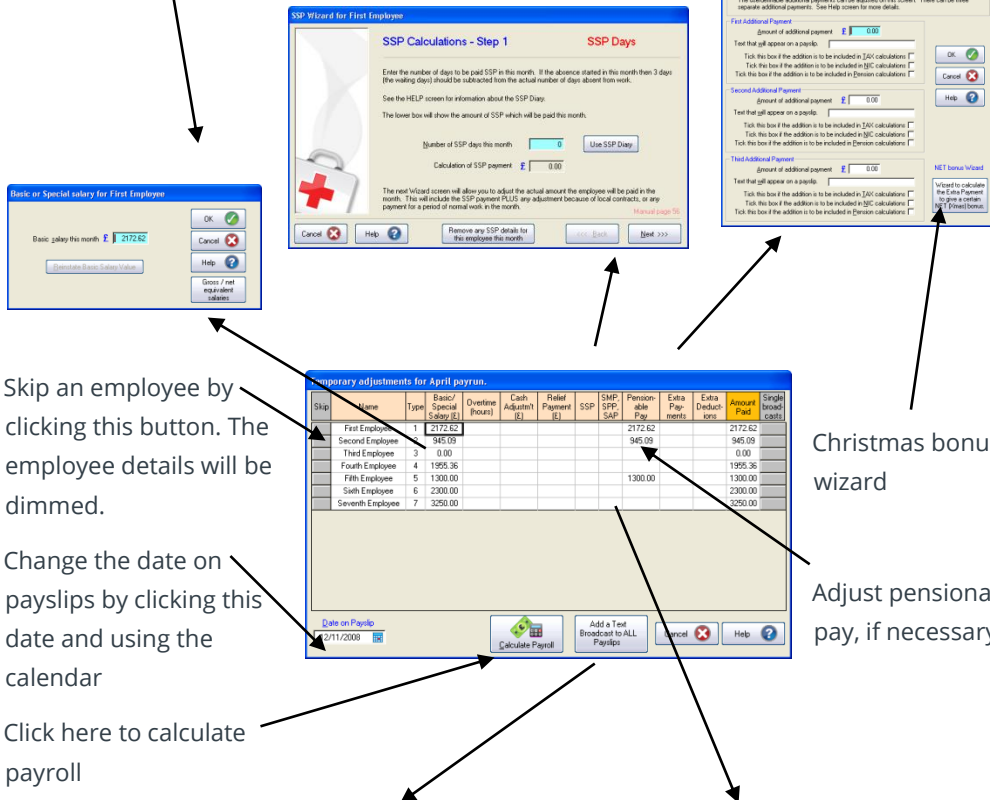 separate additional payments. See Help screen for more details.
First Additional Payment
Amount of additional payment £ 0.00
Text that will appear on a payslip.
Tick this box if the addition is to be included in TAX calculations
Tick this box if the addition is to be included in NIC calculations
Tick this box if the addition is to be included in Pension calculations
OK
Cancel
Help
Second Additional Payment
Amount of additional payment £ 0.00
Text that will appear on a payslip.
Tick this box if the addition is to be included in TAX calculations
Tick this box if the addition is to be included in NIC calculations
Tick this box if the addition is to be included in Pension calculations
Third Additional Payment
Amount of additional payment £ 0.00
Text that will appear on a payslip.
Tick this box if the addition is to be included in TAX calculations
Tick this box if the addition is to be included in NIC calculations
Tick this box if the addition is to be included in Pension calculations
NET bonus Wizard
Wizard to calculate
the Extra Payment
to give a certain
NET (Xmas) bonus.
SSP Wizard for First Employee
SSP Calculations - Step 1 SSP Days
Enter the number of days to be paid SSP in this month. If the absence started in this month then 3 days
(the waiting days) should be subtracted from the actual number of days absent from work.
See the HELP screen for information about the SSP Diary.
The lower box will show the amount of SSP which will be paid this month.
Number of SSP days this month 0 Use SSP Diary
Calculation of SSP payment £ 0.00
The next Wizard screen will allow you to adjust the actual amount the employee will be paid in the
month. This will include the SSP payment PLUS any adjustment because of local contracts, or any
payment for a period of normal work in the month.
Manual page 96
Cancel Help Remove any SSP details for
this employee this month <<< Back Next >>>
Basic or Special salary for First Employee
Basic salary this month £ 2172.62
Reinstate Basic Salary Value
OK
Cancel
Help
Gross / net
equivalent
salaries
Skip an employee by
clicking this button. The
employee details will be
dimmed.
Change the date on
payslips by clicking this
date and using the
calendar
Click here to calculate
payroll
Temporary adjustments for April payrun.
Skip Name Type Basic/ Special Salary (£) Overtime (hours) Cash Adjustm't (£) Relief Payment (£) SSP SMP, SPP, SAP Pension- able Pay Extra Pay- ments Extra Deduct- ions Amount Paid Single broad- casts
First Employee 1 2172.62 2172.62 2172.62
Second Employee 2 945.09 945.09 945.09
Third Employee 3 0.00 0.00
Fourth Employee 4 1955.36 1955.36
Fifth Employee 5 1300.00 1300.00 1300.00
Sixth Employee 6 2300.00 2300.00
Seventh Employee 7 3250.00 3250.00
Date on Payslip
12/11/2008
Calculate Payroll
Add a Text
Broadcast to ALL
Payslips
Cancel
Help
Christmas bonu
wizard
Adjust pensiona
pay, if necessary